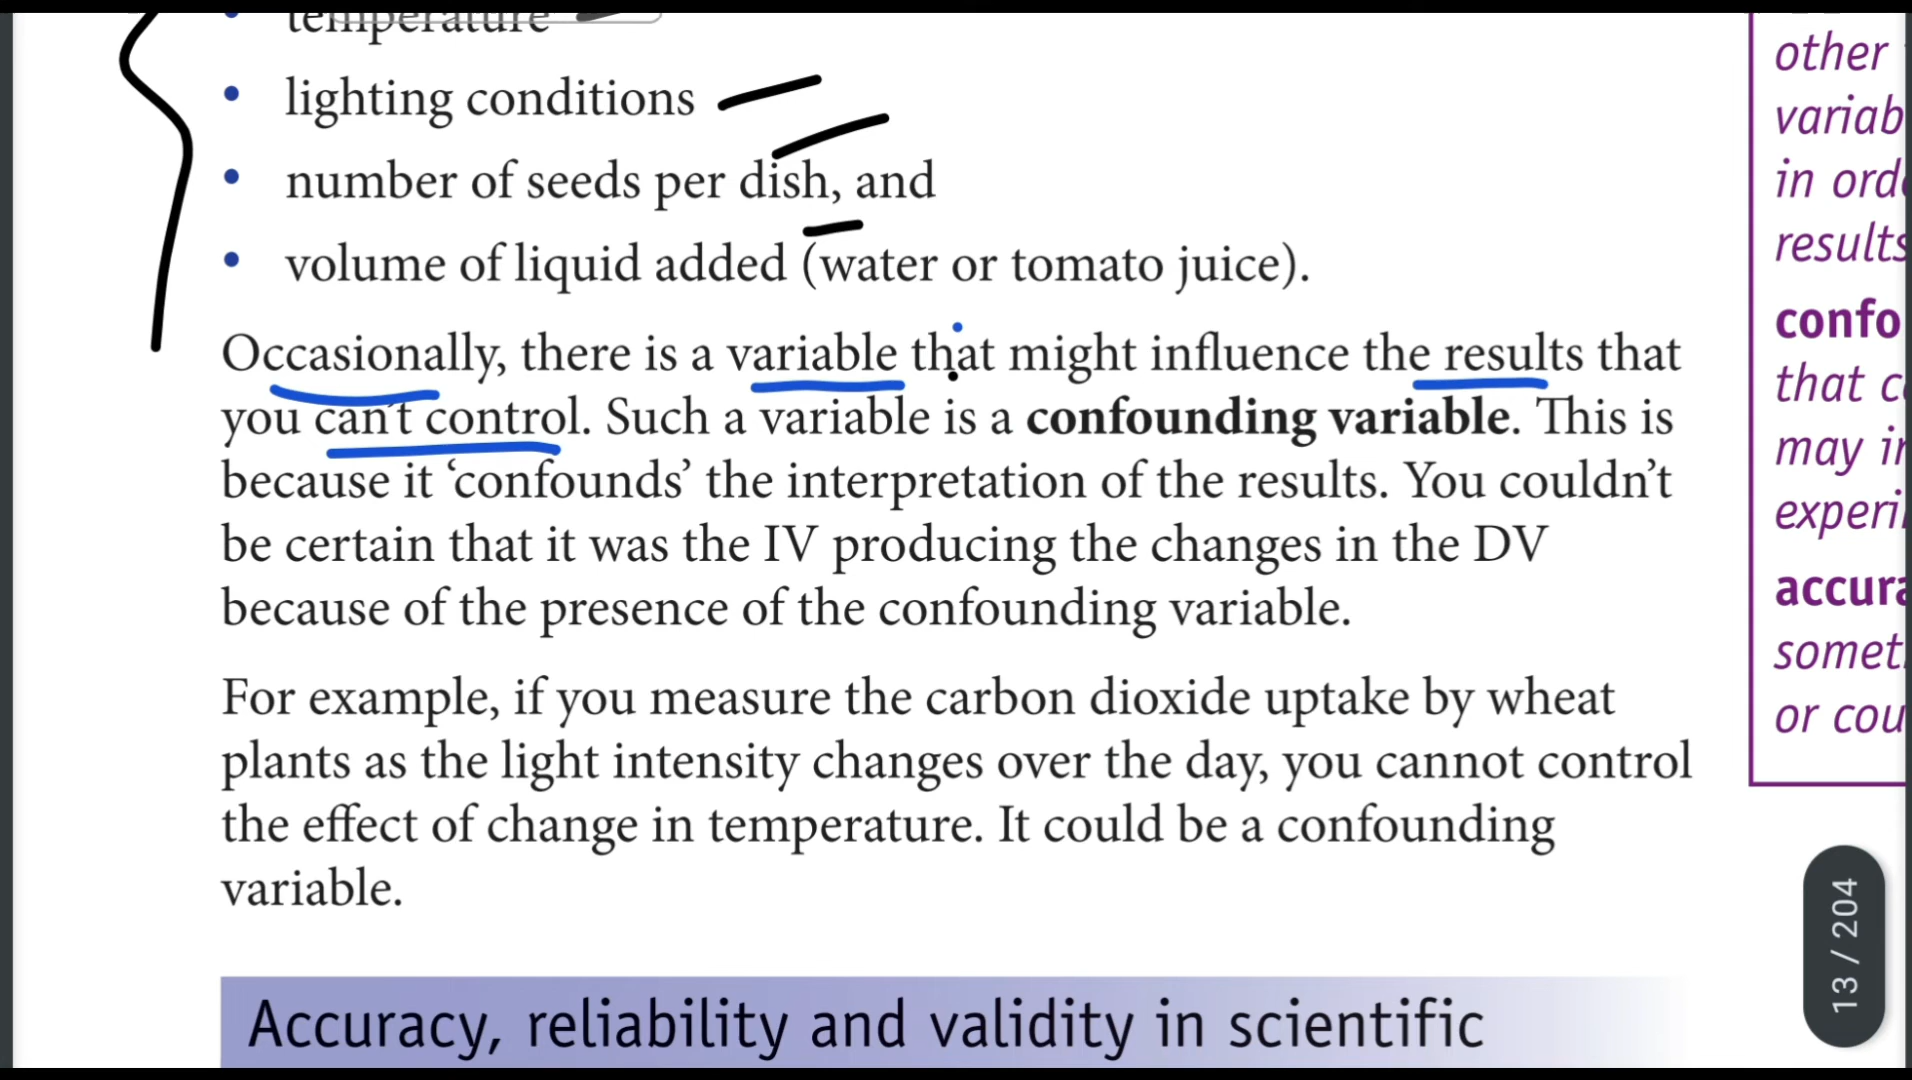 temperature
• lighting conditions
• number of seeds per dish, and
• volume of liquid added (water or tomato juice).
Occasionally, there is a variable that might influence the results that
you can’t control. Such a variable is a confounding variable. This is
because it ‘confounds’ the interpretation of the results. You couldn’t
be certain that it was the IV producing the changes in the DV
because of the presence of the confounding variable.
For example, if you measure the carbon dioxide uptake by wheat
plants as the light intensity changes over the day, you cannot control
the effect of change in temperature. It could be a confounding
variable.
Accuracy, reliability and validity in scientific
other
variab
in ord
results
confo
that c
may in
experi
accura
somet
or cou
13 / 204